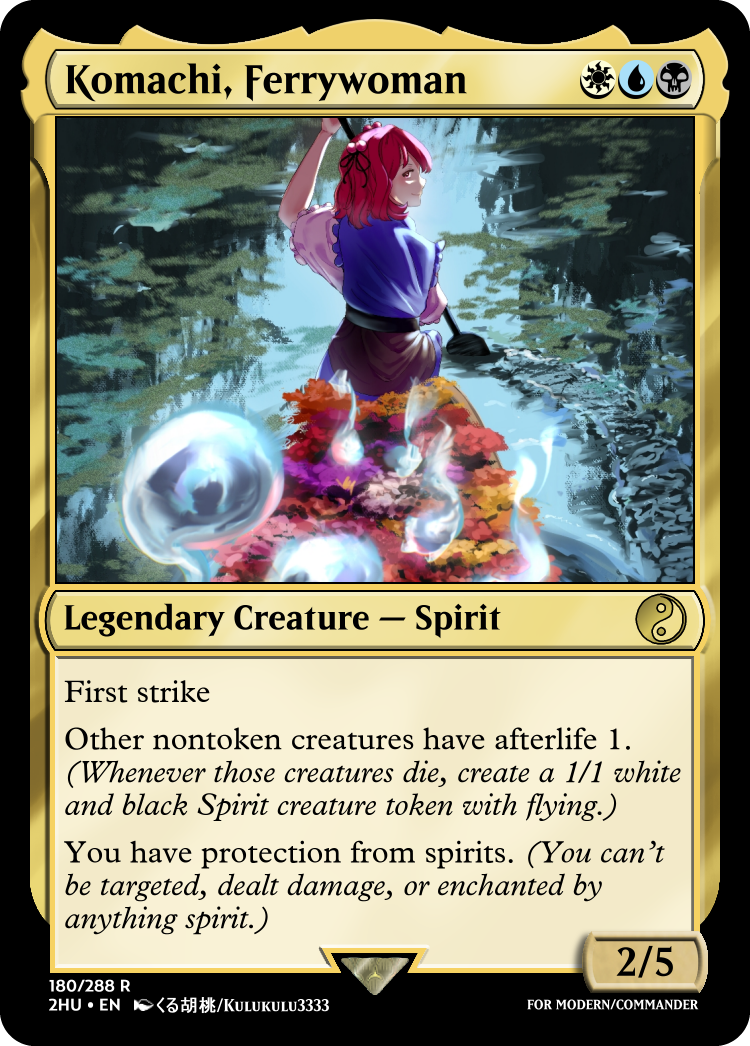 Komachi, Ferrywoman
Legendary Creature — Spirit
First strike
Other nontoken creatures have afterlife 1.
(Whenever those creatures die, create a 1/1 white
and black Spirit creature token with flying.)
You have protection from spirits. (You can't
be targeted, dealt damage, or enchanted by
anything spirit.)
2/5
180/288 R
2HU • EN くる胡桃/Kulukulu3333
FOR MODERN/COMMANDER